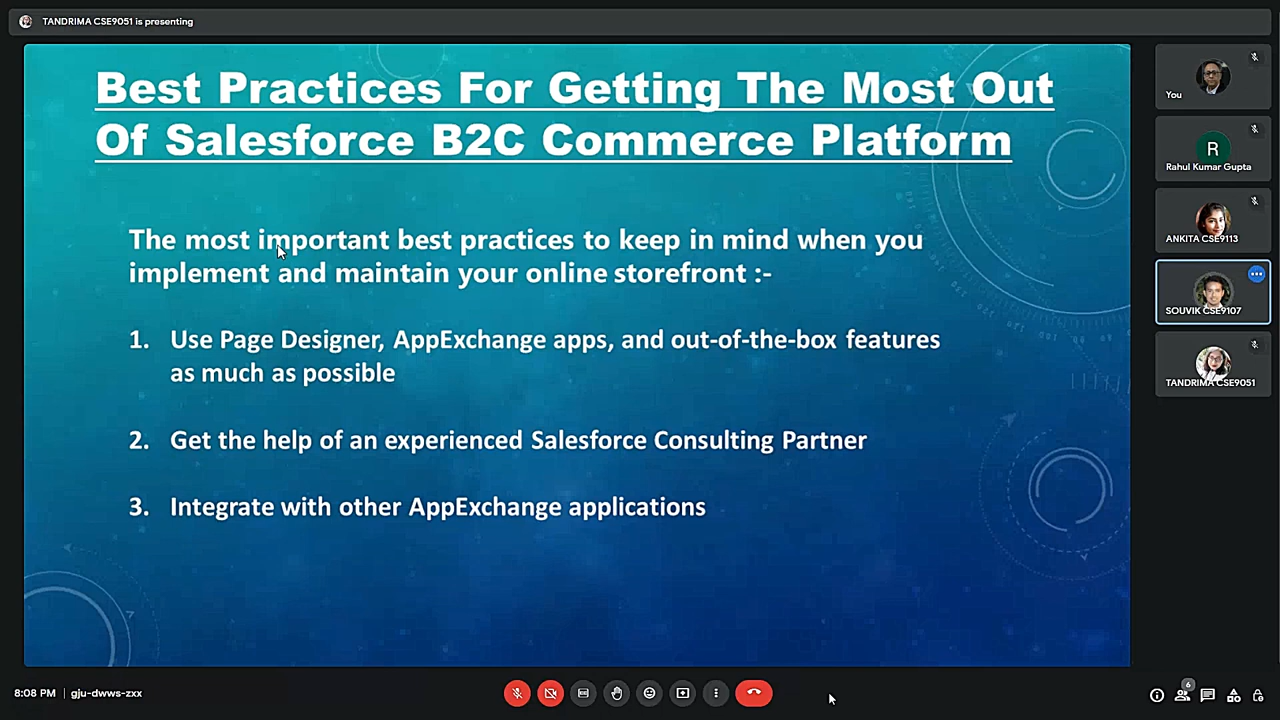 TANDRIMA CSE9051 is presenting
Best Practices For Getting The Most Out
Of Salesforce B2C Commerce Platform
The most important best practices to keep in mind when you
implement and maintain your online storefront :-
1. Use Page Designer, AppExchange apps, and out-of-the-box features
as much as possible
2. Get the help of an experienced Salesforce Consulting Partner
3. Integrate with other AppExchange applications
You
R
Rahul Kumar Gupta
ANKITA CSE9113
SOUVIK CSE9107
TANDRIMA CSE9051
8:08 PM | gju-dwws-zxx
6